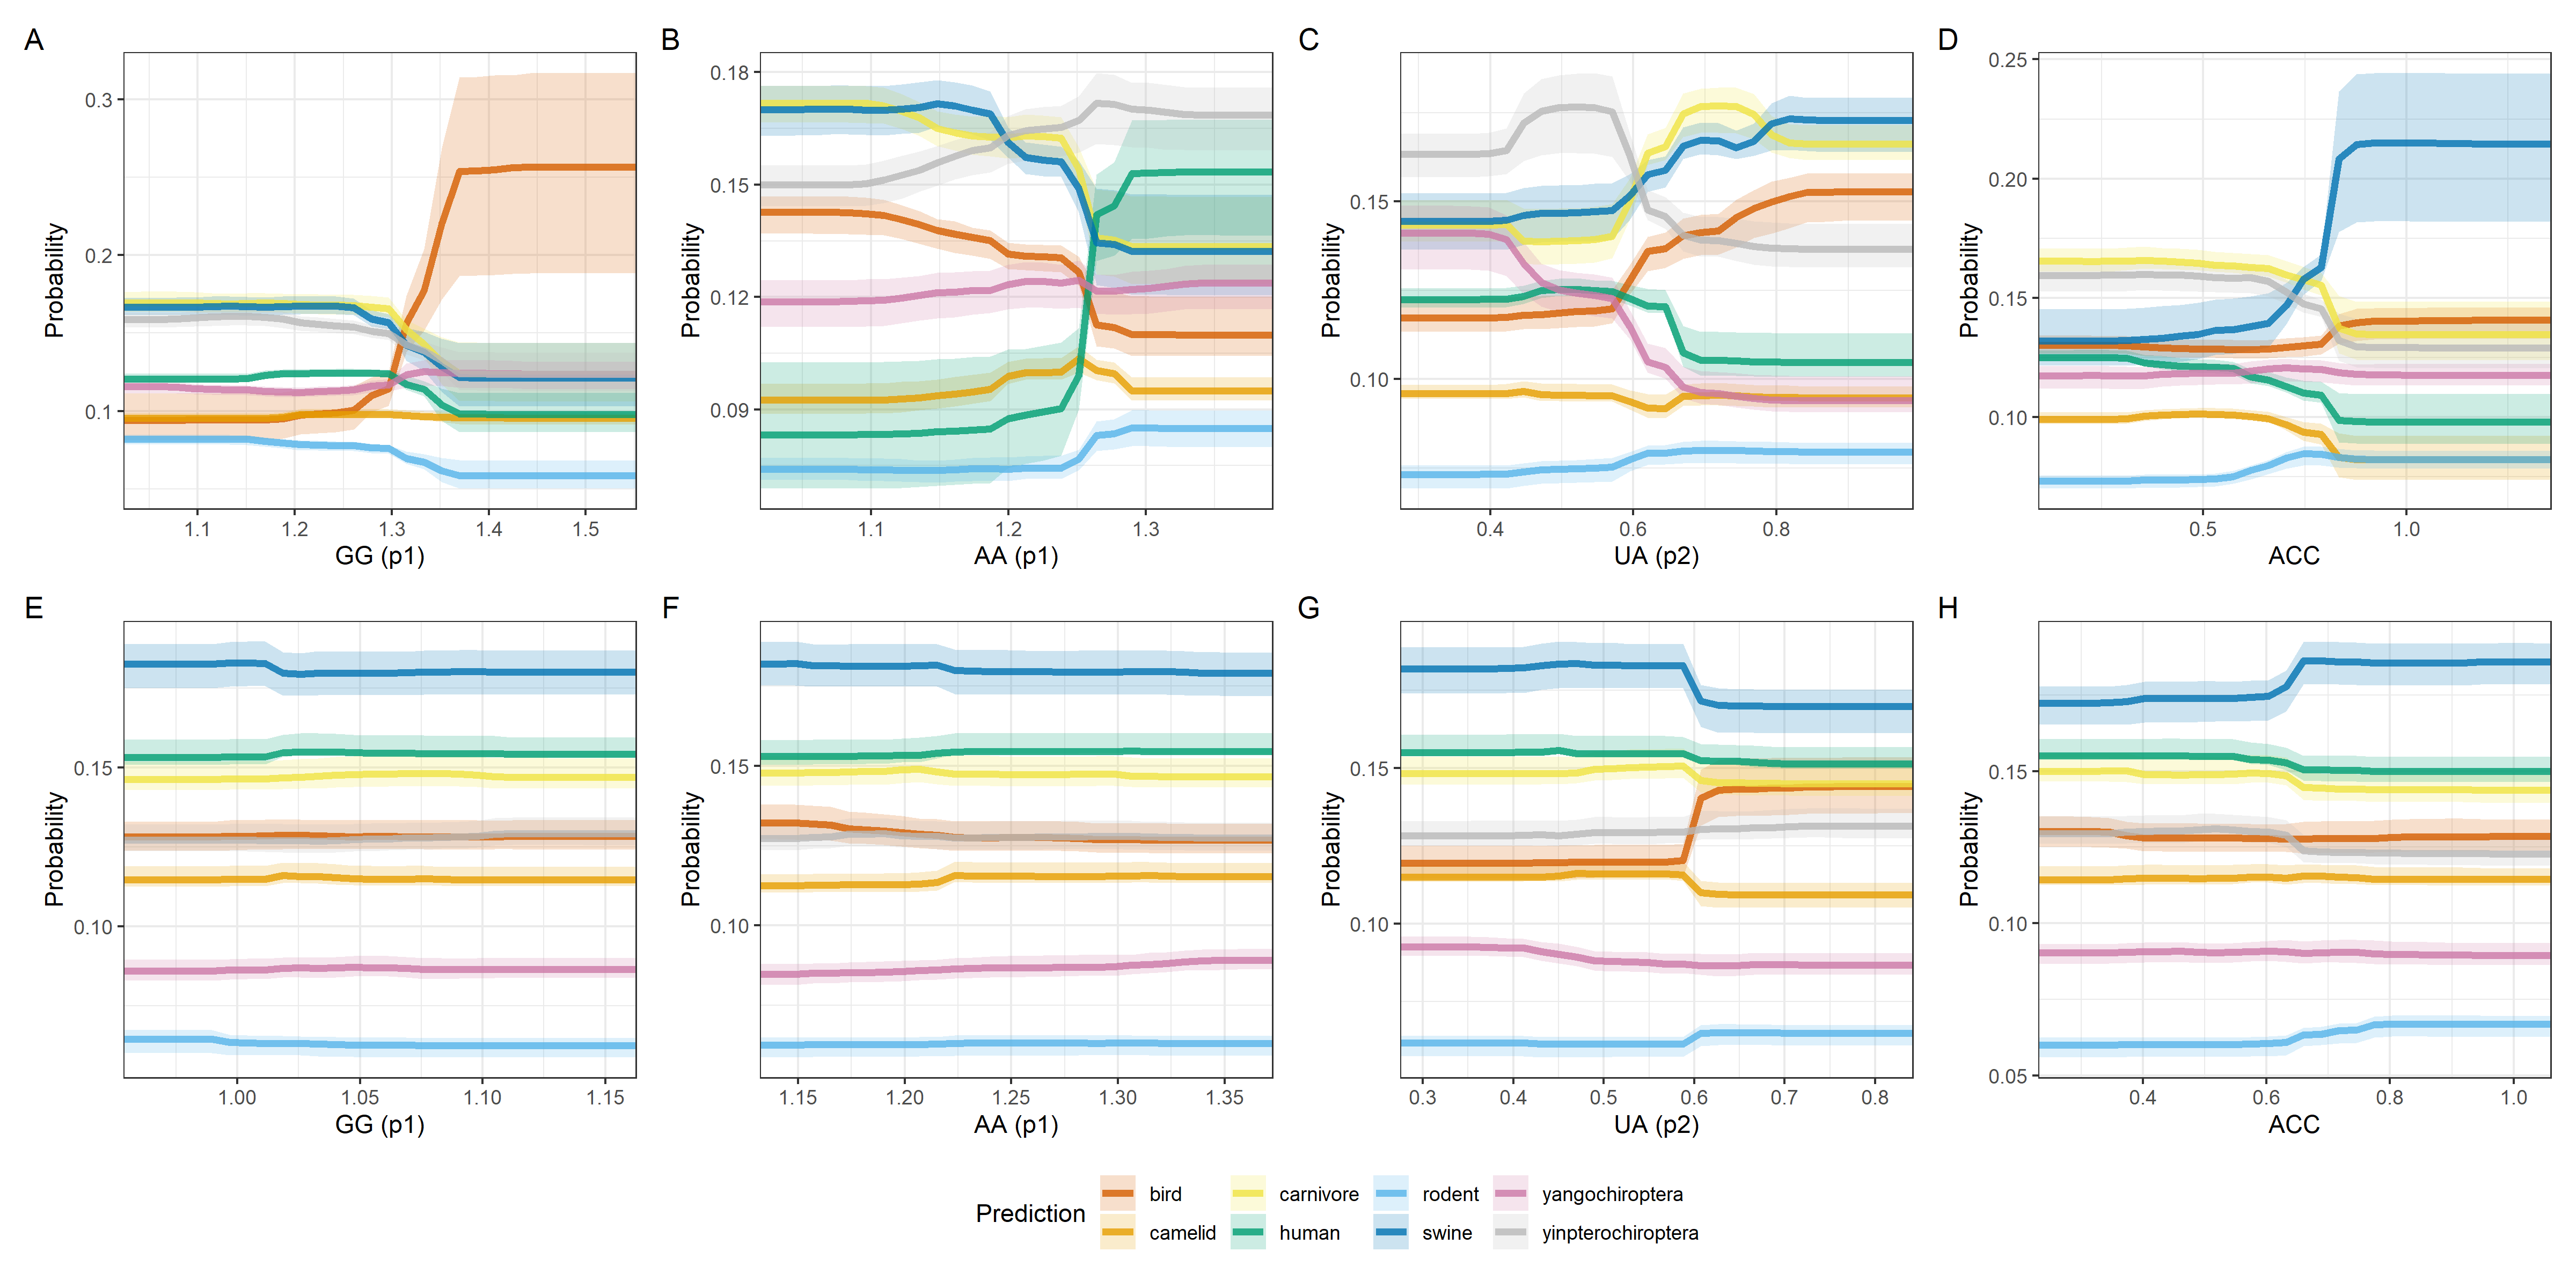 A
B
C
D
0.3
0.2
0.1
Probability
1.1 1.2 1.3 1.4 1.5
GG (p1)
0.18
0.15
0.12
0.09
Probability
1.1 1.2 1.3
AA (p1)
0.15
0.10
Probability
0.4 0.6 0.8
UA (p2)
0.25
0.20
0.15
0.10
Probability
0.5 1.0
ACC
E
F
G
H
0.15
0.10
Probability
1.00 1.05 1.10 1.15
GG (p1)
0.15
0.10
Probability
1.15 1.20 1.25 1.30 1.35
AA (p1)
0.15
0.10
Probability
0.3 0.4 0.5 0.6 0.7 0.8
UA (p2)
0.15
0.10
0.05
Probability
0.4 0.6 0.8 1.0
ACC
Prediction
bird carnivore rodent yangochiroptera
camelid human swine yinpterochiroptera